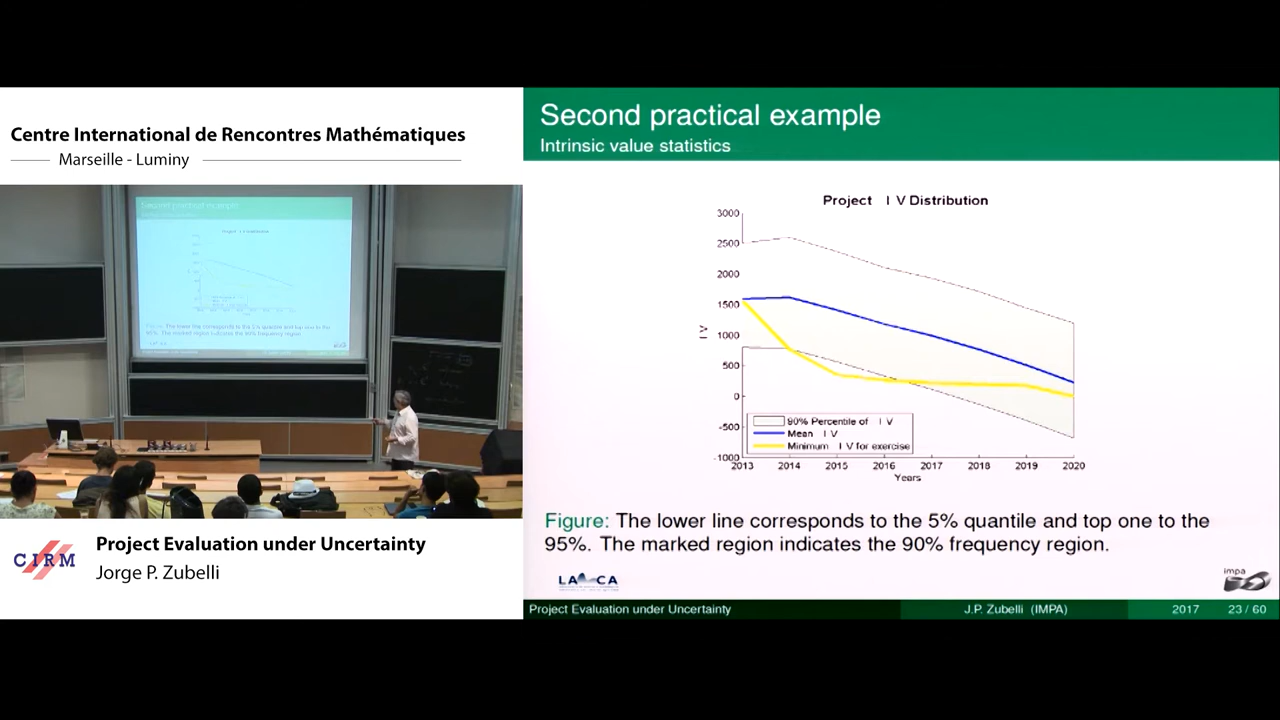 Centre International de Rencontres Mathématiques
Marseille - Luminy
CIRM
Project Evaluation under Uncertainty
Jorge P. Zubelli
Second practical example
Intrinsic value statistics
Project I V Distribution
3000
2500
2000
1500
1000
500
0
-500
-1000
I V
90% Percentile of I V
Mean I V
Minimum I V for exercise
2013 2014 2015 2016 2017 2018 2019 2020
Years
Figure: The lower line corresponds to the 5% quantile and top one to the
95%. The marked region indicates the 90% frequency region.
impa
Project Evaluation under Uncertainty J.P. Zubelli (IMPA) 2017 23 / 60